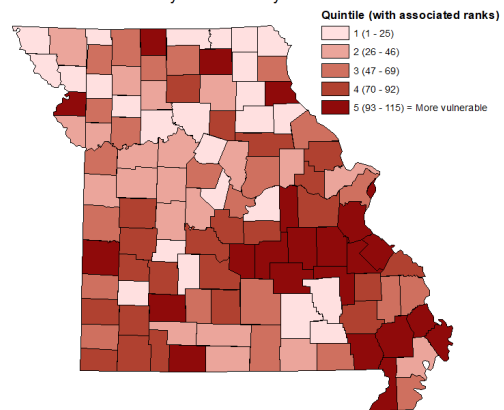 Quintile (with associated ranks)
1 (1 - 25)
2 (26 - 46)
3 (47 - 69)
4 (70 - 92)
5 (93 - 115) = More vulnerable